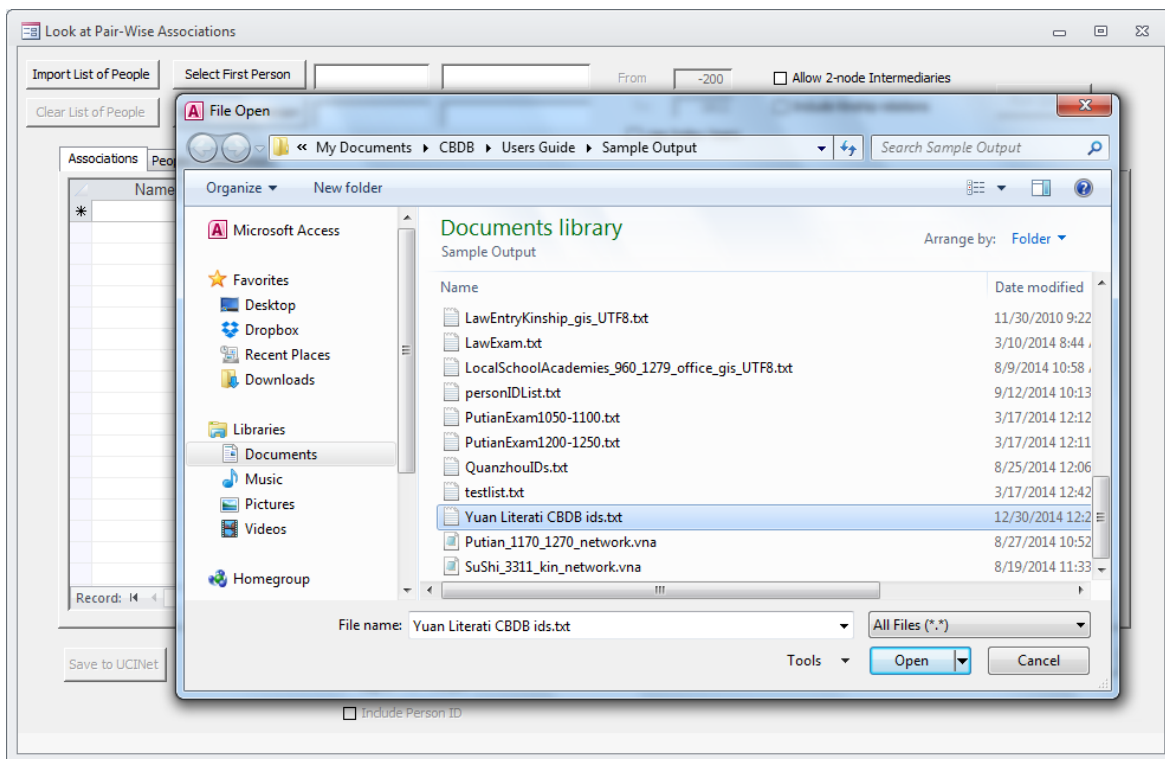 Look at Pair-Wise Associations
Import List of People Select First Person From -200 Allow 2-node Intermediaries
Clear List of People
File Open
« My Documents ▸ CBDB ▸ Users Guide ▸ Sample Output Search Sample Output
Associations
Organize New folder
Name
Microsoft Access
Favorites
Desktop
Dropbox
Recent Places
Downloads
Libraries
Documents
Music
Pictures
Videos
Homegroup
Documents library
Sample Output
Arrange by: Folder
Name Date modified
LawEntryKinship_gis_UTF8.txt 11/30/2010 9:22
LawExam.txt 3/10/2014 8:44
LocalSchoolAcademies_960_1279_office_gis_UTF8.txt 8/9/2014 10:58
personIDList.txt 9/12/2014 10:13
PutianExam1050-1100.txt 3/17/2014 12:12
PutianExam1200-1250.txt 3/17/2014 12:11
QuanzhouIDs.txt 8/25/2014 12:06
testlist.txt 3/17/2014 12:42
Yuan Literati CBDB ids.txt 12/30/2014 12:2
Putian_1170_1270_network.vna 8/27/2014 10:52
SuShi_3311_kin_network.vna 8/19/2014 11:33
Record:
File name: Yuan Literati CBDB ids.txt All Files (*.*)
Save to UCINet
Tools Open Cancel
Include Person ID